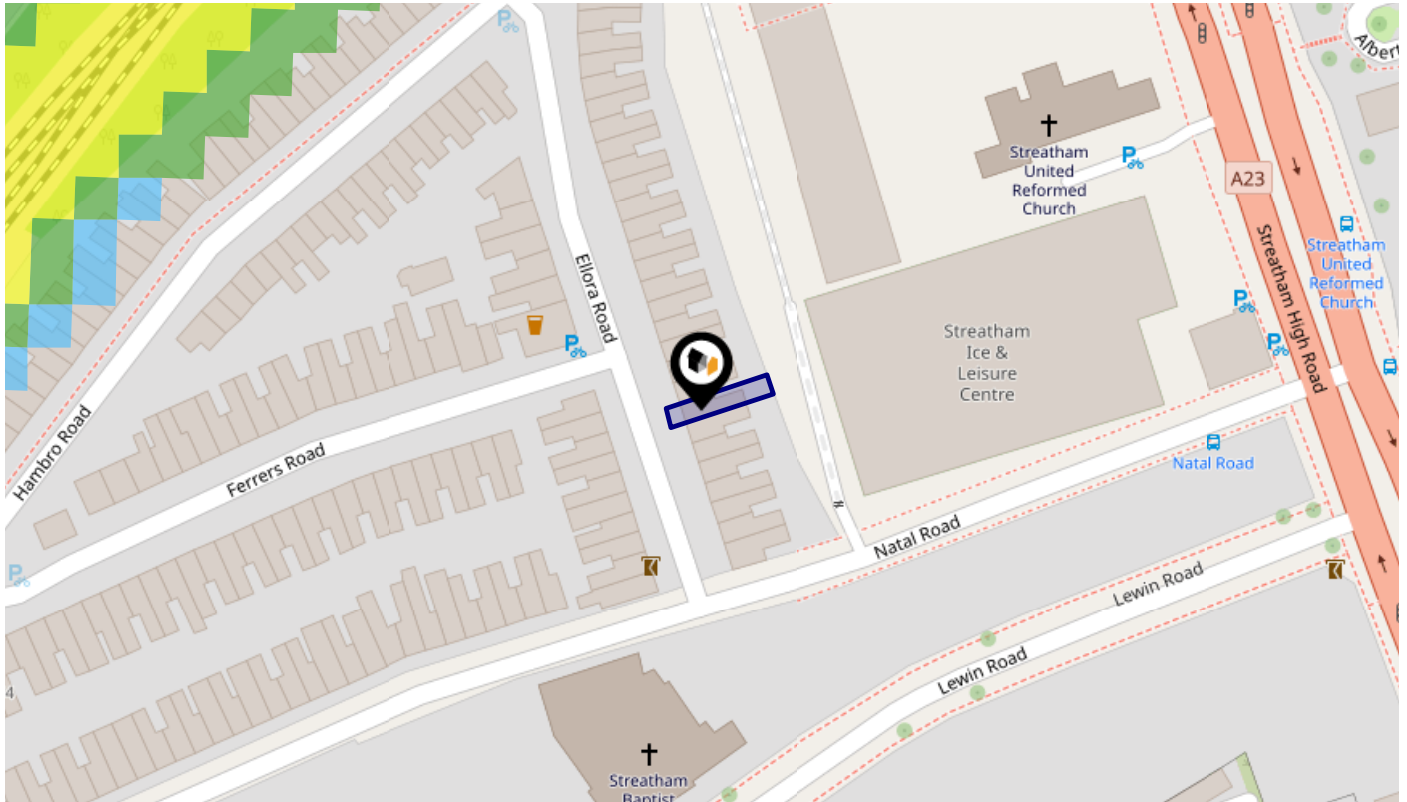 Albert
A23
Streatham
United
Reformed
Church
Streatham
United
Reformed
Church
Streatham High Road
Ellora Road
Streatham
Ice &
Leisure
Centre
Hambro Road
Ferrers Road
Natal Road
Natal Road
Lewin Road
Lewin Road
4
Streatham
Baptist